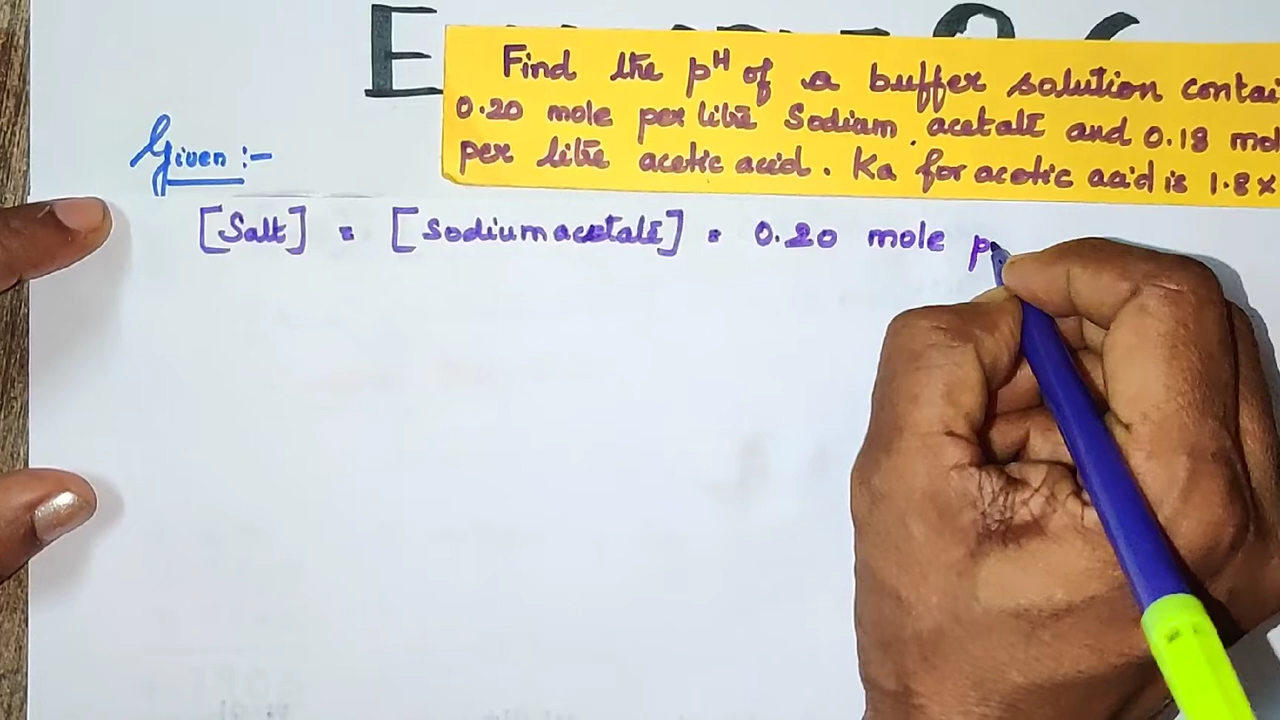 E
Find the pH of a buffer solution contai
0.20 mole per litre Sodium acetate and 0.18 mol
per litre acetic acid. Ka for acetic acid is 1.8 x
Given :-
[Salt] = [Sodium acetate] = 0.20 mole p